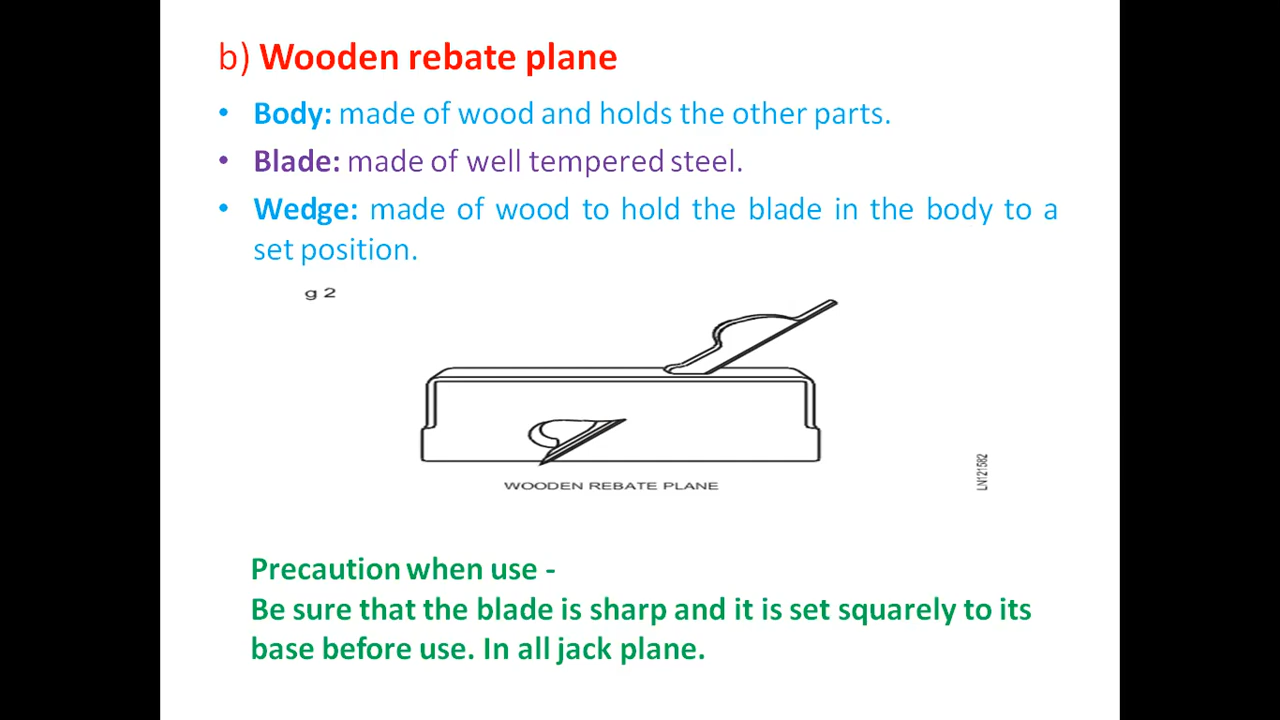 b) Wooden rebate plane
• Body: made of wood and holds the other parts.
• Blade: made of well tempered steel.
• Wedge: made of wood to hold the blade in the body to a
set position.
g 2
WOODEN REBATE PLANE
LN121582
Precaution when use -
Be sure that the blade is sharp and it is set squarely to its
base before use. In all jack plane.